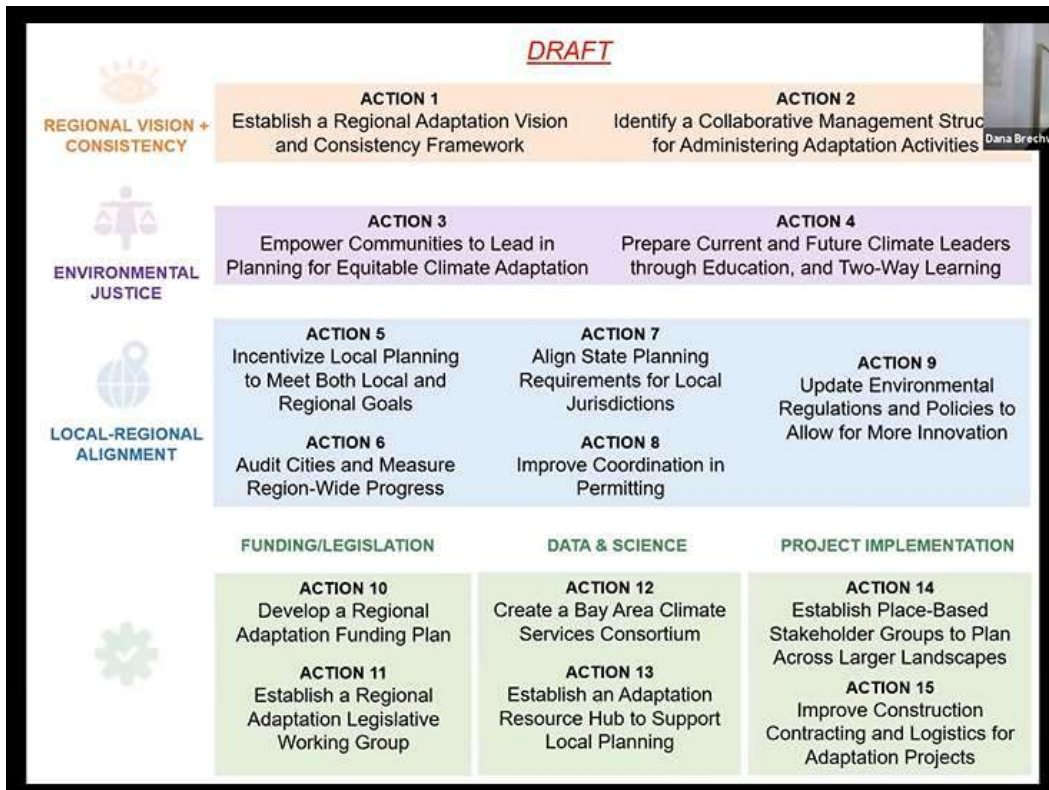 DRAFT
REGIONAL VISION +
CONSISTENCY
ACTION 1
Establish a Regional Adaptation Vision
and Consistency Framework
ACTION 2
Identify a Collaborative Management
for Administering Adaptation Activities
Dana
ENVIRONMENTAL
JUSTICE
ACTION 3
Empower Communities to Lead in
Planning for Equitable Climate Adaptation
ACTION 4
Prepare Current and Future Climate Leaders
through Education, and Two-Way Learning
LOCAL-REGIONAL
ALIGNMENT
ACTION 5
Incentivize Local Planning
to Meet Both Local and
Regional Goals
ACTION 6
Audit Cities and Measure
Region-Wide Progress
ACTION 7
Align State Planning
Requirements for Local
Jurisdictions
ACTION 8
Improve Coordination in
Permitting
ACTION 9
Update Environmental
Regulations and Policies to
Allow for More Innovation
FUNDING/LEGISLATION
ACTION 10
Develop a Regional
Adaptation Funding Plan
ACTION 11
Establish a Regional
Adaptation Legislative
Working Group
DATA & SCIENCE
ACTION 12
Create a Bay Area Climate
Services Consortium
ACTION 13
Establish an Adaptation
Resource Hub to Support
Local Planning
PROJECT IMPLEMENTATION
ACTION 14
Establish Place-Based
Stakeholder Groups to Plan
Across Larger Landscapes
ACTION 15
Improve Construction
Contracting and Logistics for
Adaptation Projects